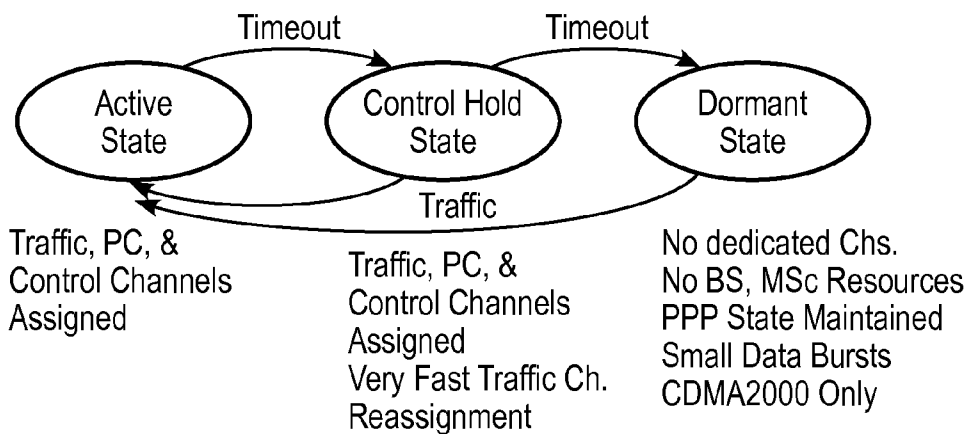 Timeout
Timeout
Active
State
Control Hold
State
Dormant
State
Traffic
Traffic, PC, &
Control Channels
Assigned
Traffic, PC, &
Control Channels
Assigned
Very Fast Traffic Ch.
Reassignment
No dedicated Chs.
No BS, MSc Resources
PPP State Maintained
Small Data Bursts
CDMA2000 Only